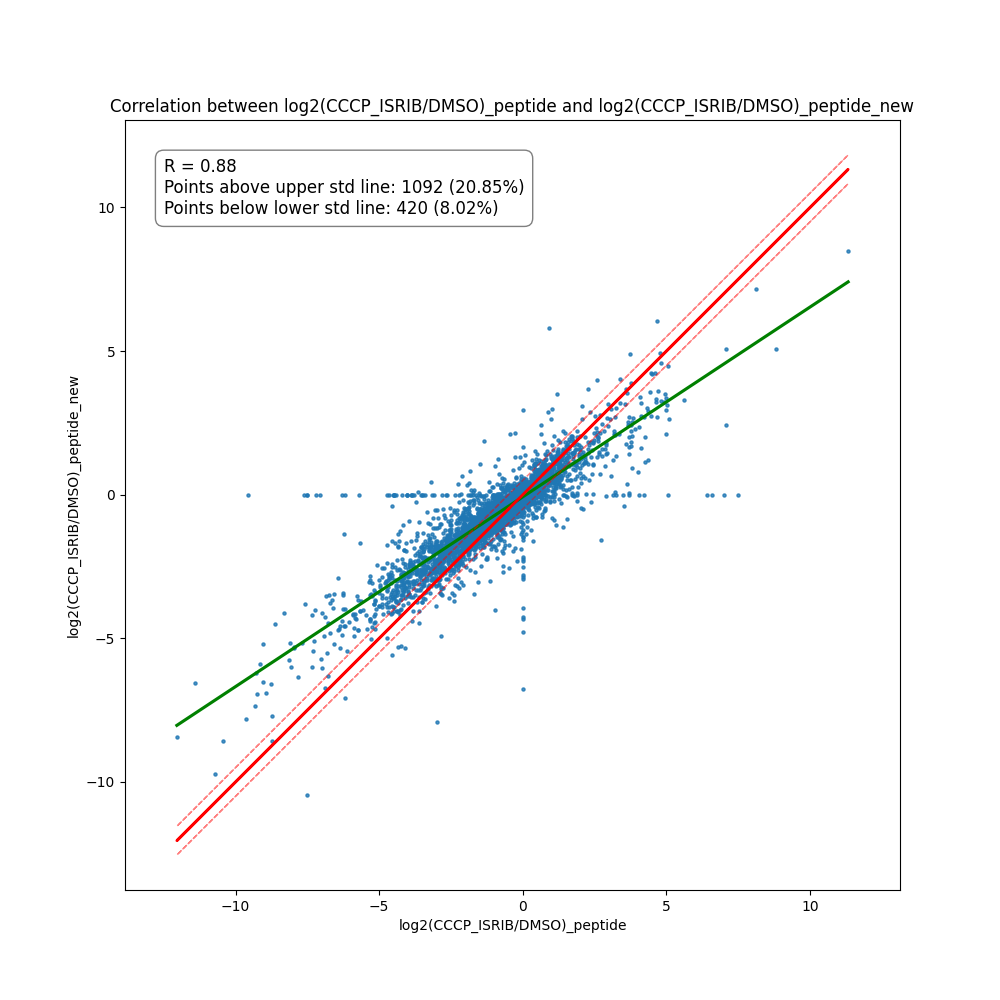 Correlation between log2(CCCP_ISRIB/DMSO)_peptide and log2(CCCP_ISRIB/DMSO)_peptide_new
R = 0.88
Points above upper std line: 1092 (20.85%)
Points below lower std line: 420 (8.02%)
10
5
0
−5
−10
log2(CCCP_ISRIB/DMSO)_peptide_new
−10
−5
0
5
10
log2(CCCP_ISRIB/DMSO)_peptide